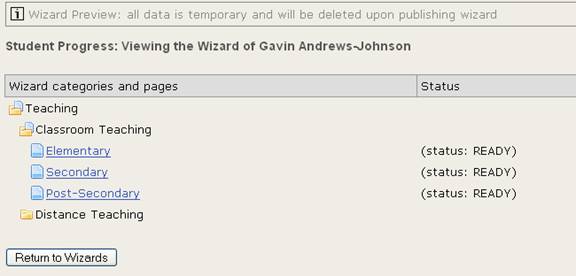 Wizard Preview: all data is temporary and will be deleted upon publishing wizard
Student Progress: Viewing the Wizard of Gavin Andrews-Johnson
Wizard categories and pages Status
Teaching
Classroom Teaching
Elementary (status: READY)
Secondary (status: READY)
Post-Secondary (status: READY)
Distance Teaching
Return to Wizards